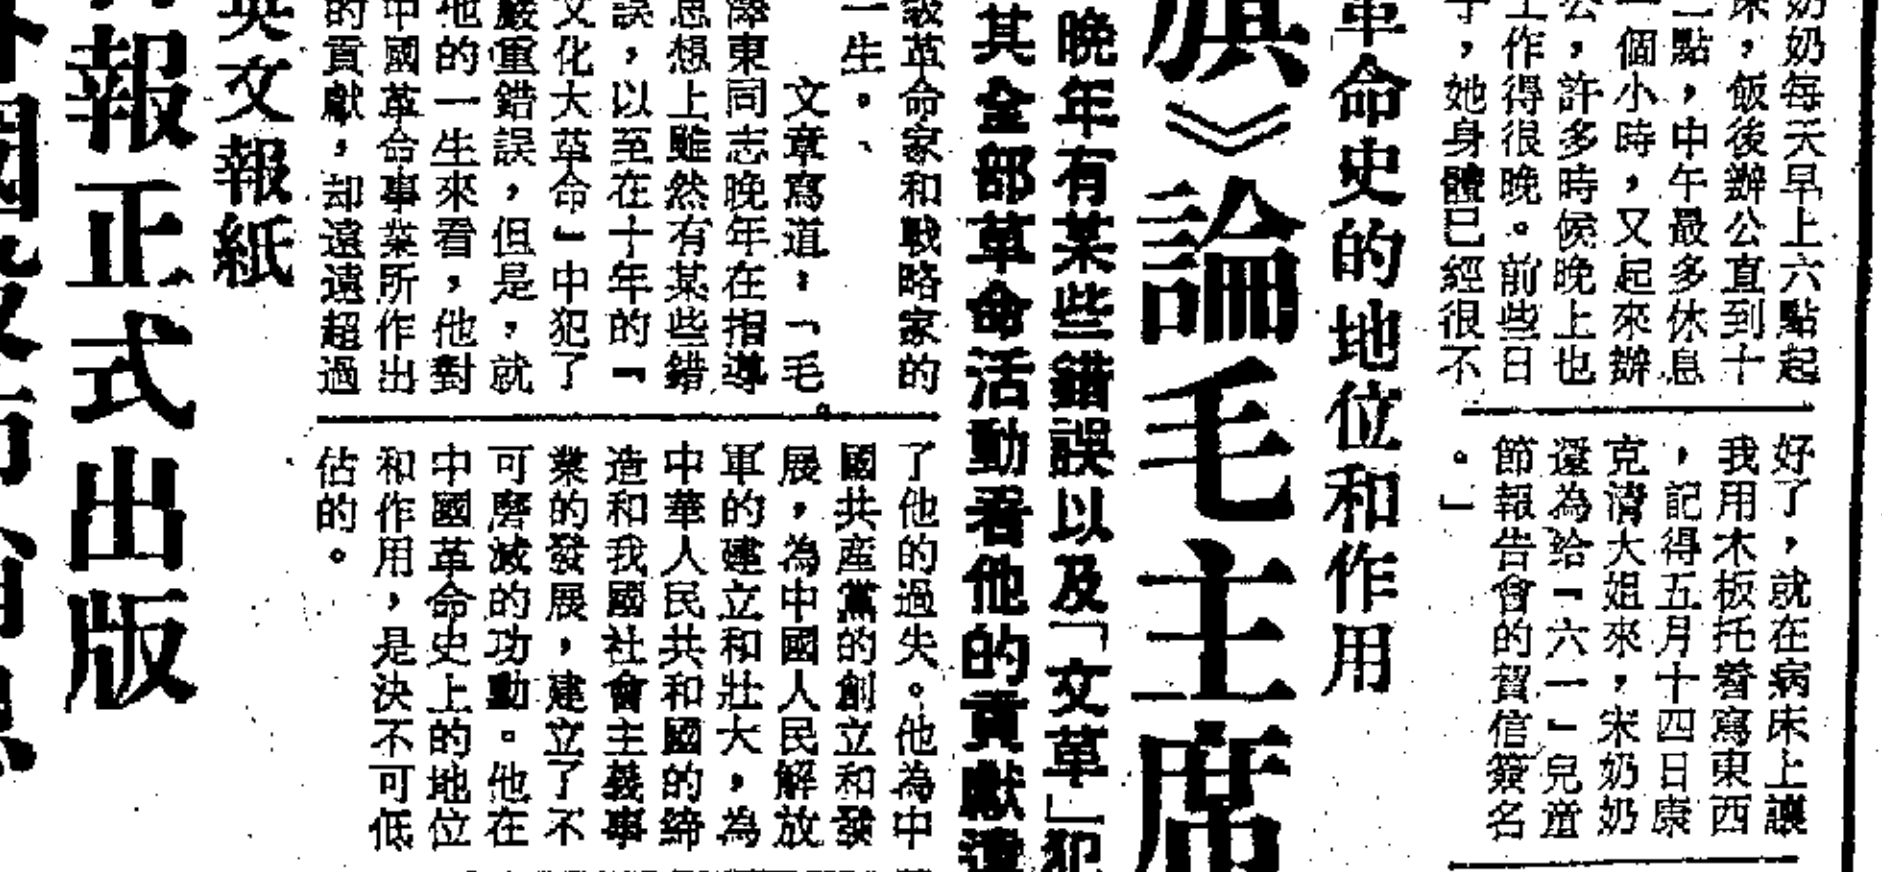 奶奶每天早上六點起
床，飯後辦公直到十
二點，中午最多休息
一個小時，又起來辦
公，許多時候晚上也
工作得很晚。前些日
子，她身體已經很不
好了，就在病床上讓
我用木板托着寫東西
，記得五月十四日康
克清大姐來，宋奶奶
還為給「六一」兒童
節報告會的賀信簽名
。」
革命史的地位和作用
旗》論毛主席
晚年有某些錯誤以及「文革」犯
其全部革命活動看他的貢獻遠
級革命家和戰略家的
一生。
文章寫道：「毛
澤東同志晚年在指導
思想上雖然有某些錯
誤，以至在十年的「
文化大革命」中犯了
嚴重錯誤，但是，就
他的一生來看，他對
中國革命事業所作出
的貢獻，却遠遠超過
了他的過失。他為中
國共産黨的創立和發
展，為中國人民解放
軍的建立和壯大，為
中華人民共和國的締
造和我國社會主義事
業的發展，建立了不
可磨滅的功動。他在
中國革命史上的地位
和作用，是決不可低
估的。
英文報紙
報正式出版